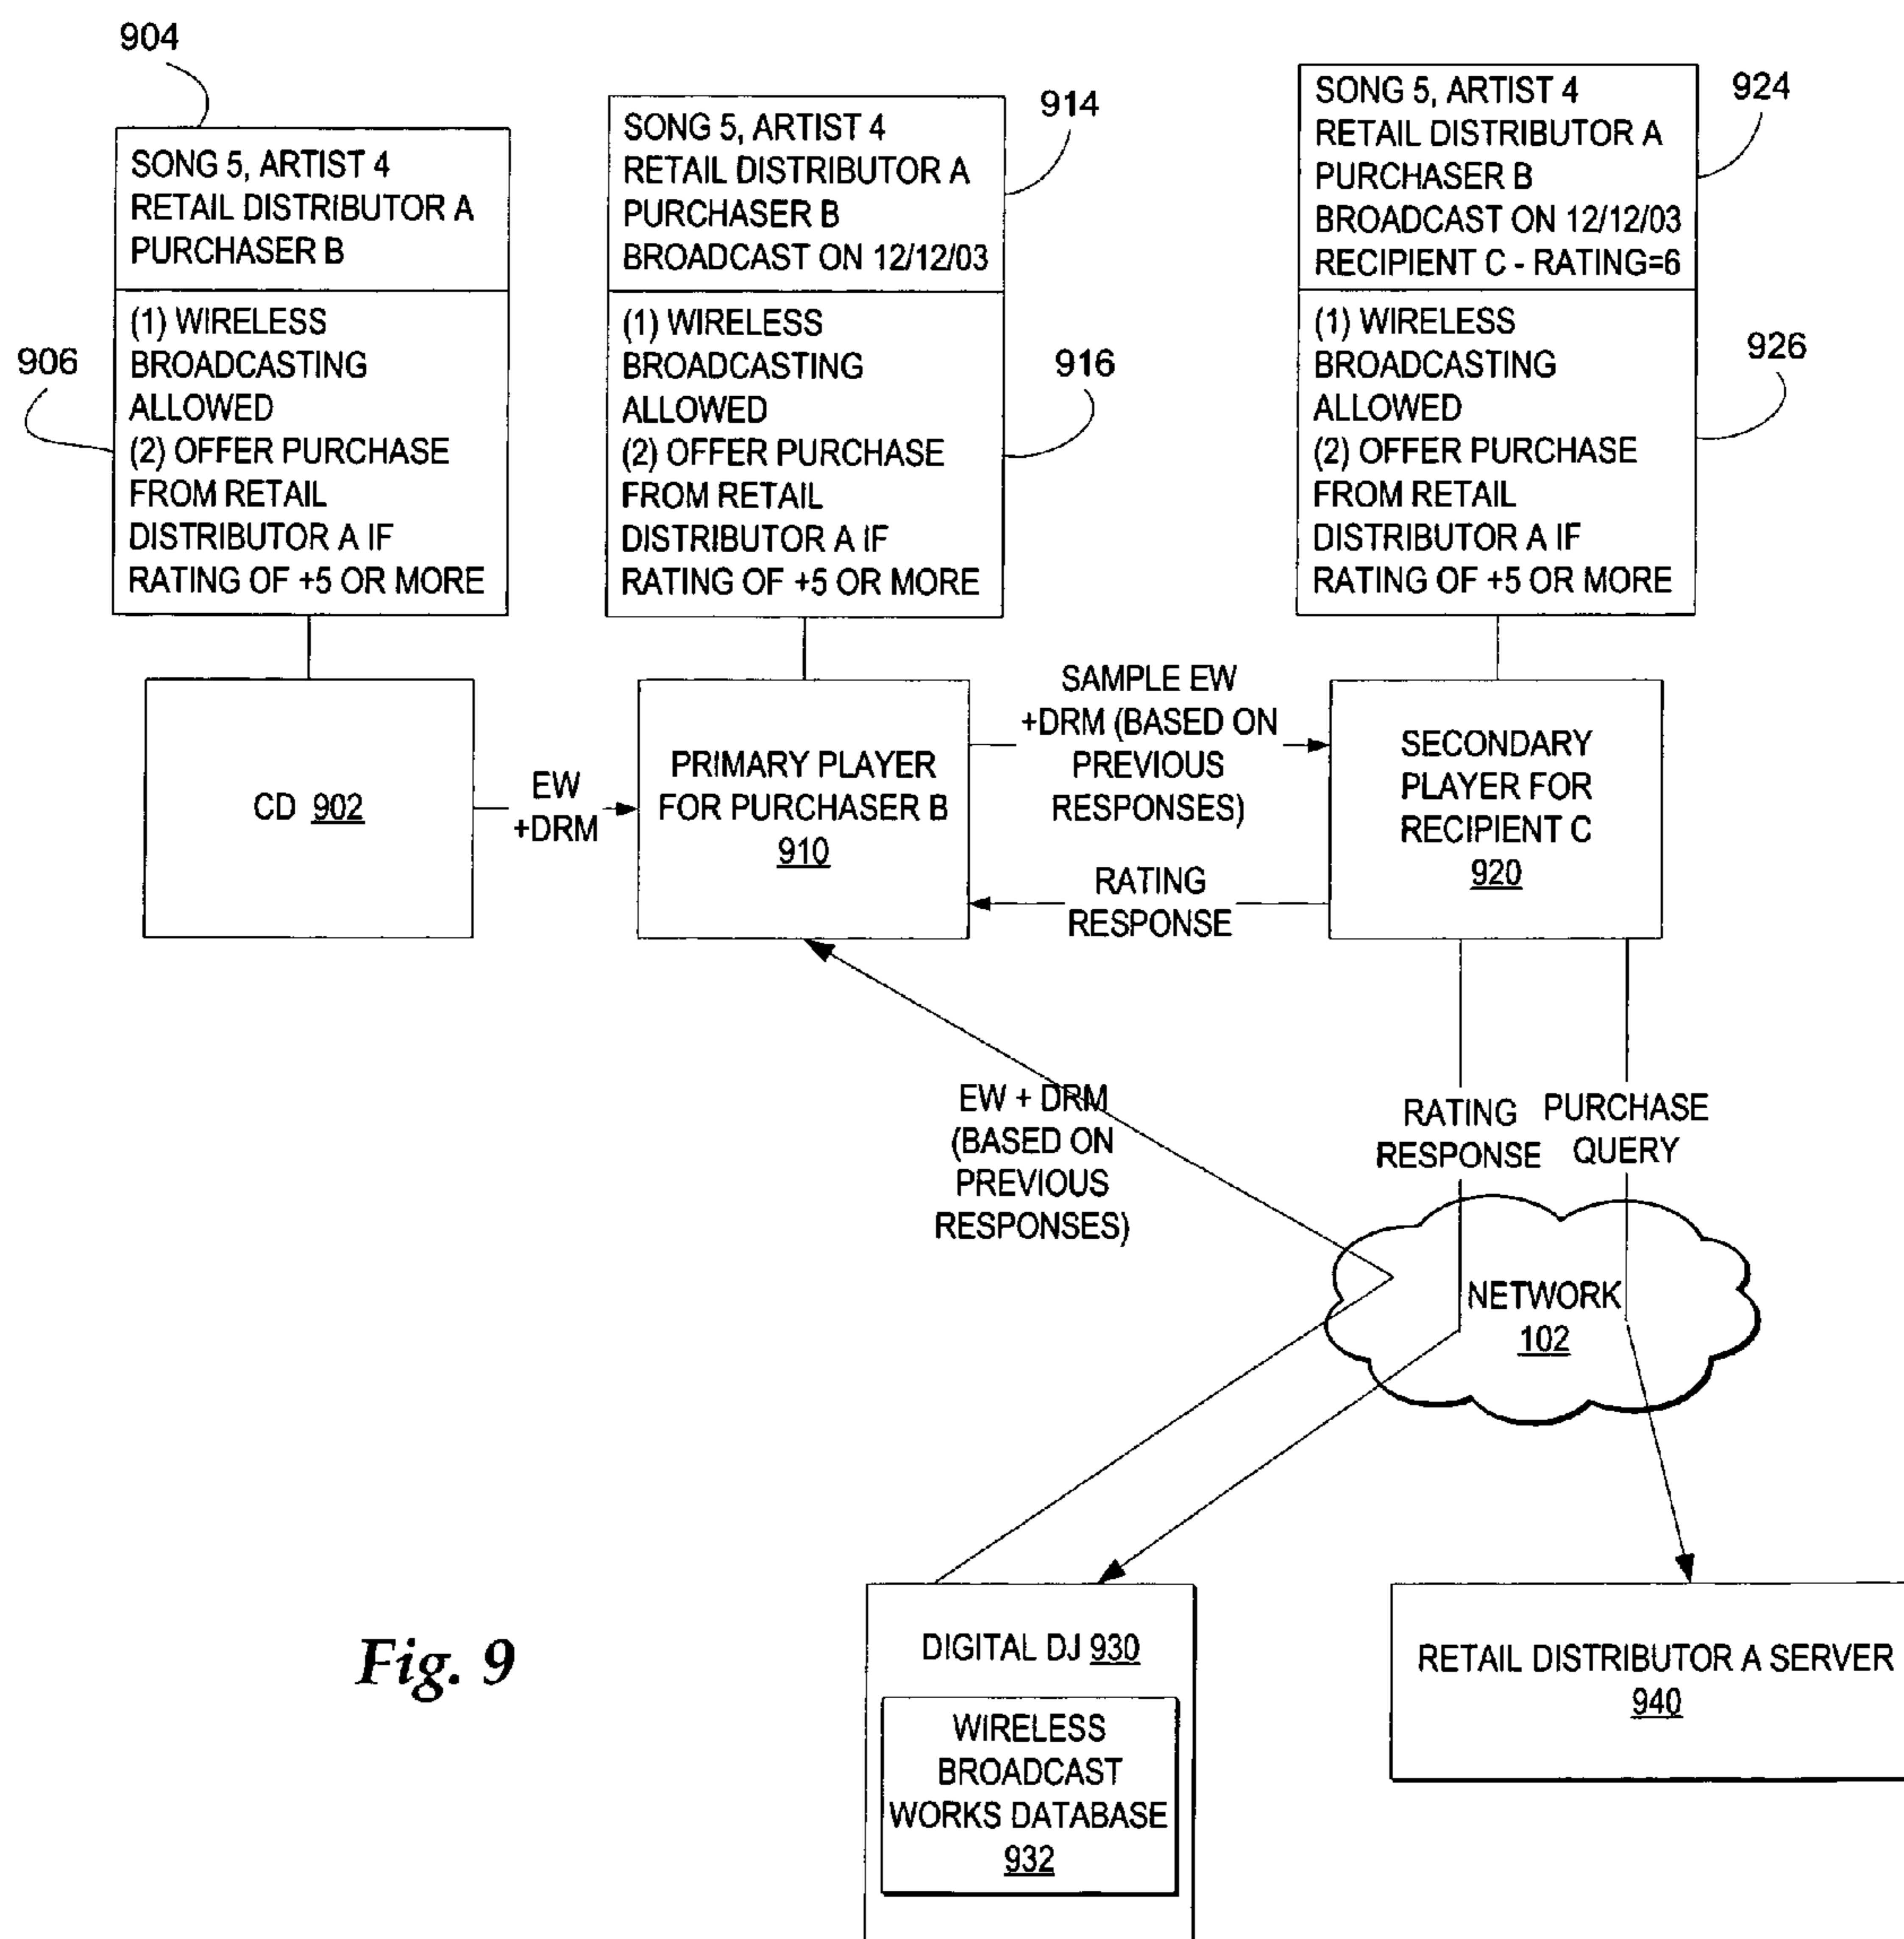 904
SONG 5, ARTIST 4
RETAIL DISTRIBUTOR A
PURCHASER B
906
(1) WIRELESS
BROADCASTING
ALLOWED
(2) OFFER PURCHASE
FROM RETAIL
DISTRIBUTOR A IF
RATING OF +5 OR MORE
914
SONG 5, ARTIST 4
RETAIL DISTRIBUTOR A
PURCHASER B
BROADCAST ON 12/12/03
916
(1) WIRELESS
BROADCASTING
ALLOWED
(2) OFFER PURCHASE
FROM RETAIL
DISTRIBUTOR A IF
RATING OF +5 OR MORE
924
SONG 5, ARTIST 4
RETAIL DISTRIBUTOR A
PURCHASER B
BROADCAST ON 12/12/03
RECIPIENT C - RATING=6
926
(1) WIRELESS
BROADCASTING
ALLOWED
(2) OFFER PURCHASE
FROM RETAIL
DISTRIBUTOR A IF
RATING OF +5 OR MORE
CD 902
EW
+DRM
PRIMARY PLAYER
FOR PURCHASER B
910
SAMPLE EW
+DRM (BASED ON
PREVIOUS
RESPONSES)
RATING
RESPONSE
SECONDARY
PLAYER FOR
RECIPIENT C
920
EW + DRM
(BASED ON
PREVIOUS
RESPONSES)
RATING
RESPONSE
PURCHASE
QUERY
NETWORK
102
Fig. 9
DIGITAL DJ 930
WIRELESS
BROADCAST
WORKS DATABASE
932
RETAIL DISTRIBUTOR A SERVER
940